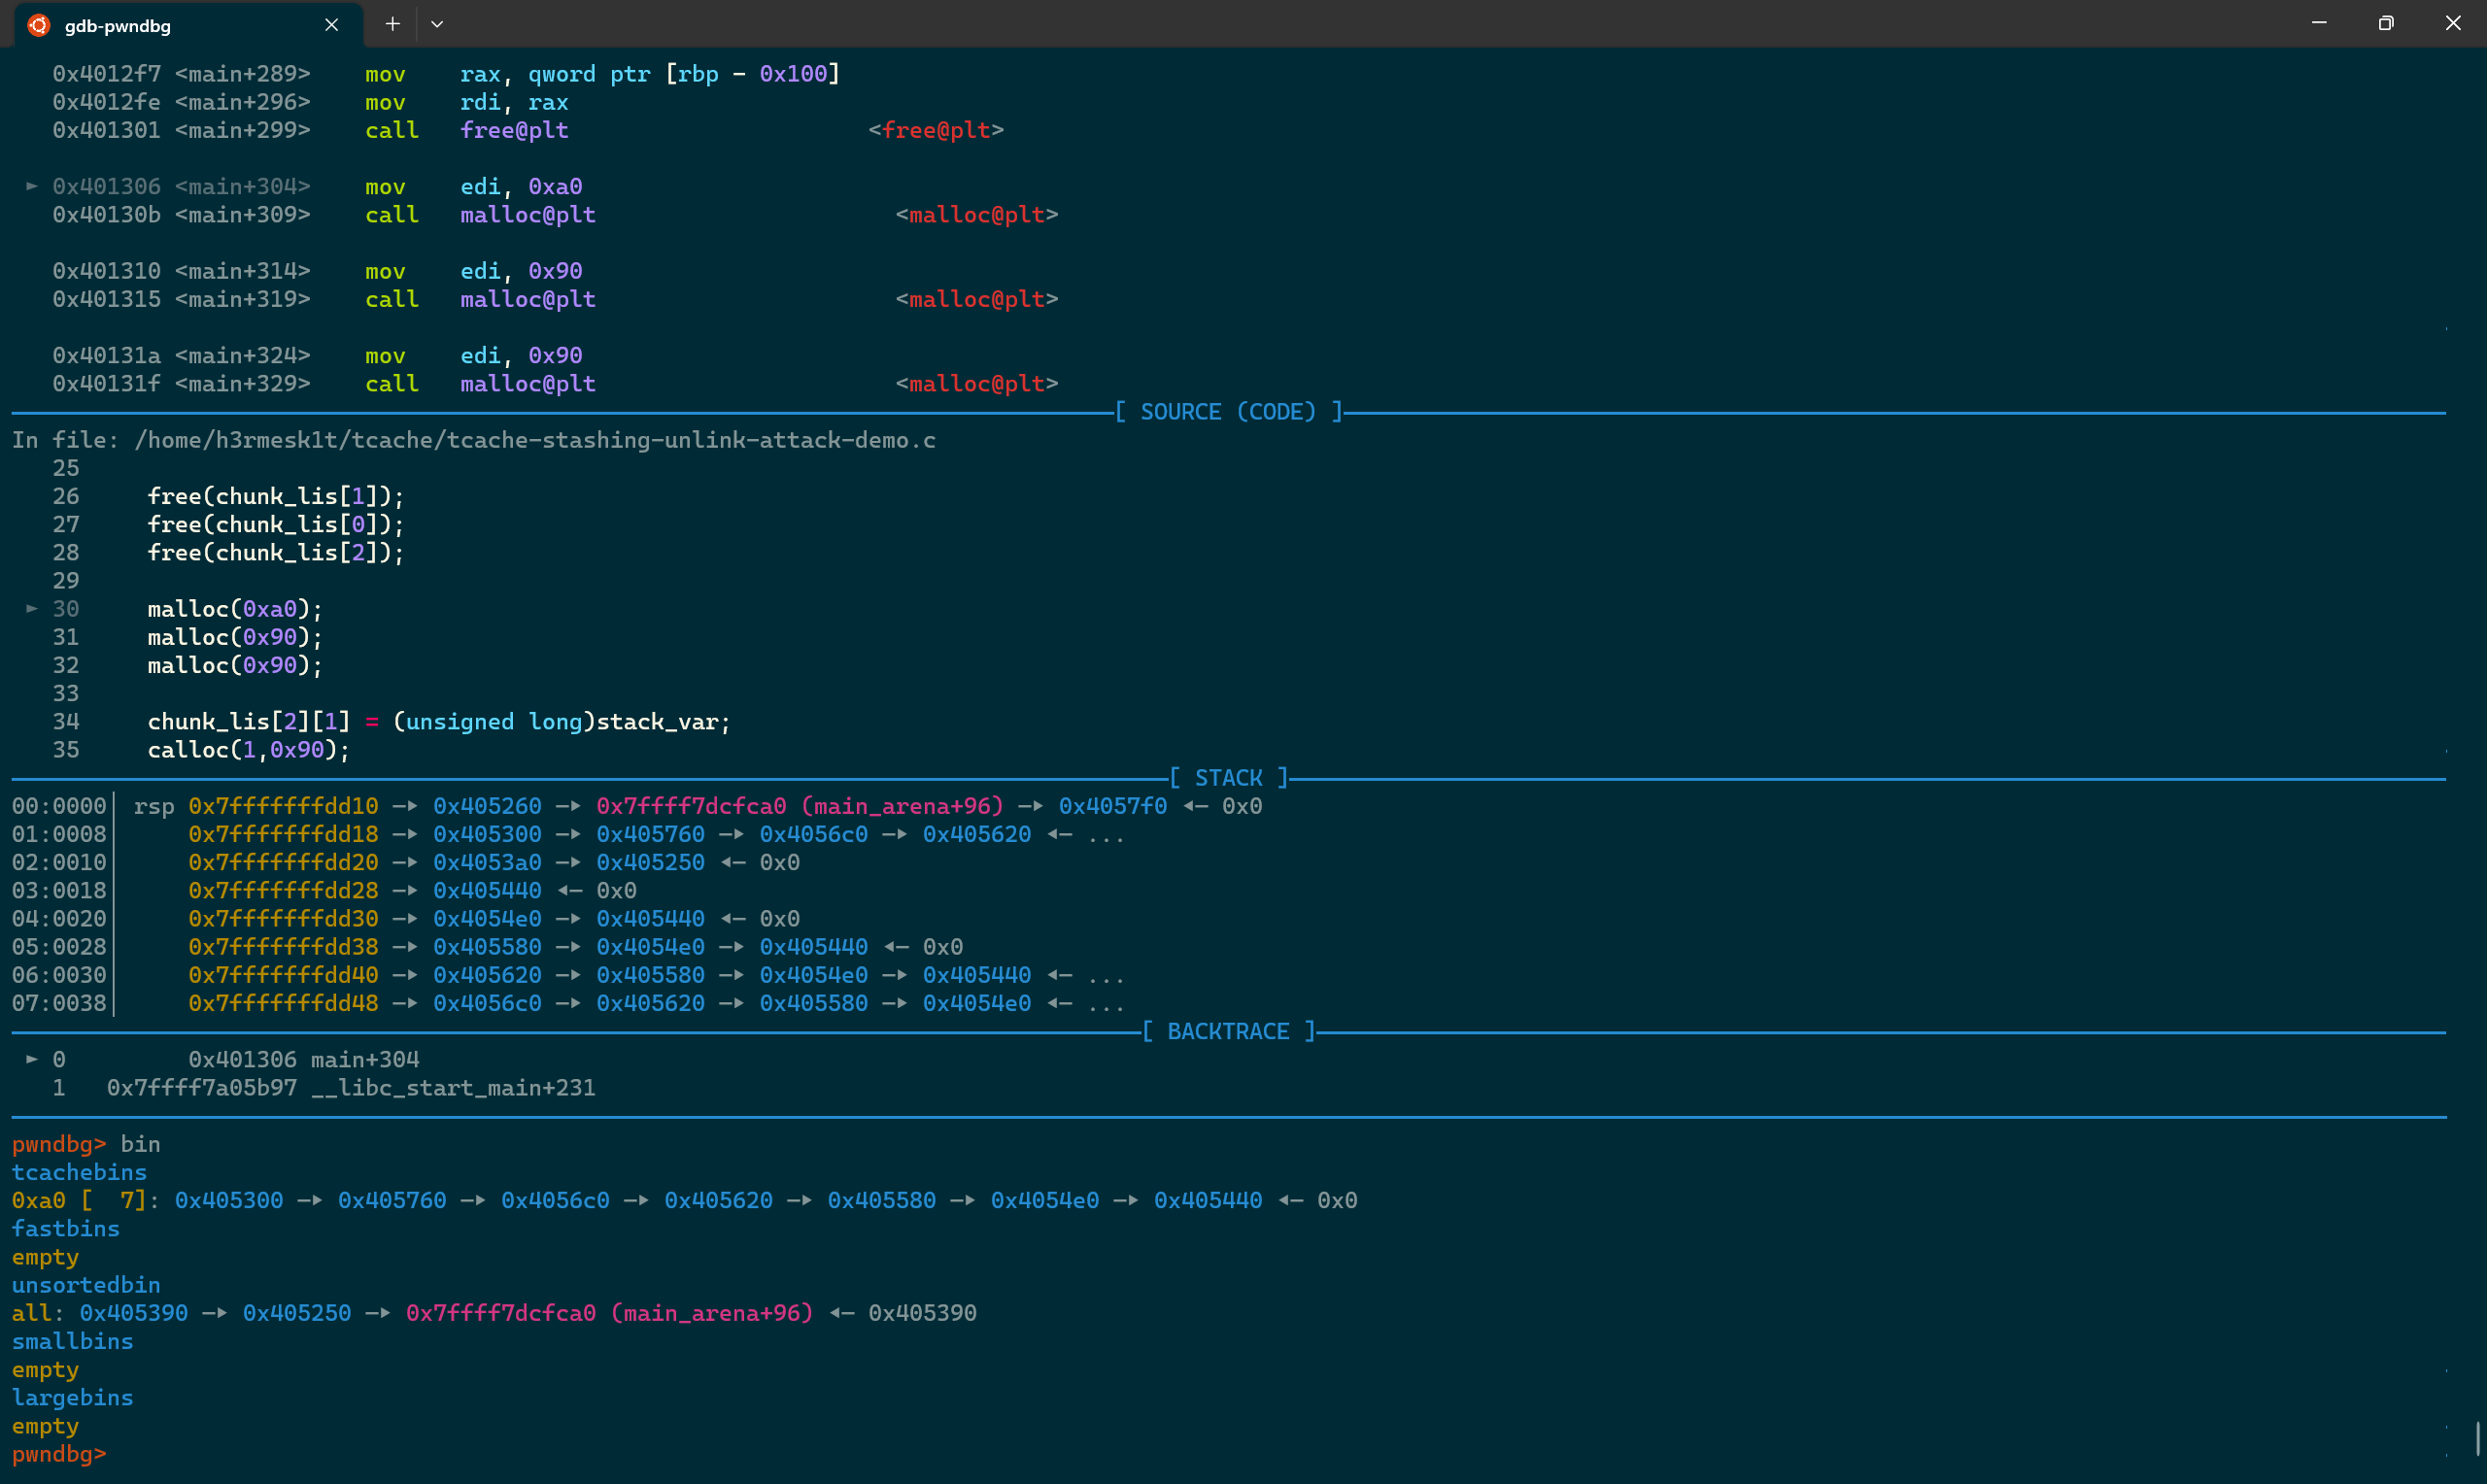 gdb-pwndbg
0x4012f7 <main+289>    mov    rax, qword ptr [rbp - 0x100]
0x4012fe <main+296>    mov    rdi, rax
0x401301 <main+299>    call   free@plt                      <free@plt>
► 0x401306 <main+304>    mov    edi, 0xa0
0x40130b <main+309>    call   malloc@plt                      <malloc@plt>
0x401310 <main+314>    mov    edi, 0x90
0x401315 <main+319>    call   malloc@plt                      <malloc@plt>
0x40131a <main+324>    mov    edi, 0x90
0x40131f <main+329>    call   malloc@plt                      <malloc@plt>
[ SOURCE (CODE) ]
In file: /home/h3rmesk1t/tcache/tcache-stashing-unlink-attack-demo.c
25
26     free(chunk_lis[1]);
27     free(chunk_lis[0]);
28     free(chunk_lis[2]);
29
► 30     malloc(0xa0);
31     malloc(0x90);
32     malloc(0x90);
33
34     chunk_lis[2][1] = (unsigned long)stack_var;
35     calloc(1,0x90);
[ STACK ]
00:0000│ rsp 0x7fffffffdd10 —▸ 0x405260 —▸ 0x7ffff7dcfca0 (main_arena+96) —▸ 0x4057f0 ◂— 0x0
01:0008│     0x7fffffffdd18 —▸ 0x405300 —▸ 0x405760 —▸ 0x4056c0 —▸ 0x405620 ◂— ...
02:0010│     0x7fffffffdd20 —▸ 0x4053a0 —▸ 0x405250 ◂— 0x0
03:0018│     0x7fffffffdd28 —▸ 0x405440 ◂— 0x0
04:0020│     0x7fffffffdd30 —▸ 0x4054e0 —▸ 0x405440 ◂— 0x0
05:0028│     0x7fffffffdd38 —▸ 0x405580 —▸ 0x4054e0 —▸ 0x405440 ◂— 0x0
06:0030│     0x7fffffffdd40 —▸ 0x405620 —▸ 0x405580 —▸ 0x4054e0 —▸ 0x405440 ◂— ...
07:0038│     0x7fffffffdd48 —▸ 0x4056c0 —▸ 0x405620 —▸ 0x405580 —▸ 0x4054e0 ◂— ...
[ BACKTRACE ]
► 0         0x401306 main+304
1   0x7ffff7a05b97 __libc_start_main+231
pwndbg> bin
tcachebins
0xa0 [  7]: 0x405300 —▸ 0x405760 —▸ 0x4056c0 —▸ 0x405620 —▸ 0x405580 —▸ 0x4054e0 —▸ 0x405440 ◂— 0x0
fastbins
empty
unsortedbin
all: 0x405390 —▸ 0x405250 —▸ 0x7ffff7dcfca0 (main_arena+96) ◂— 0x405390
smallbins
empty
largebins
empty
pwndbg>